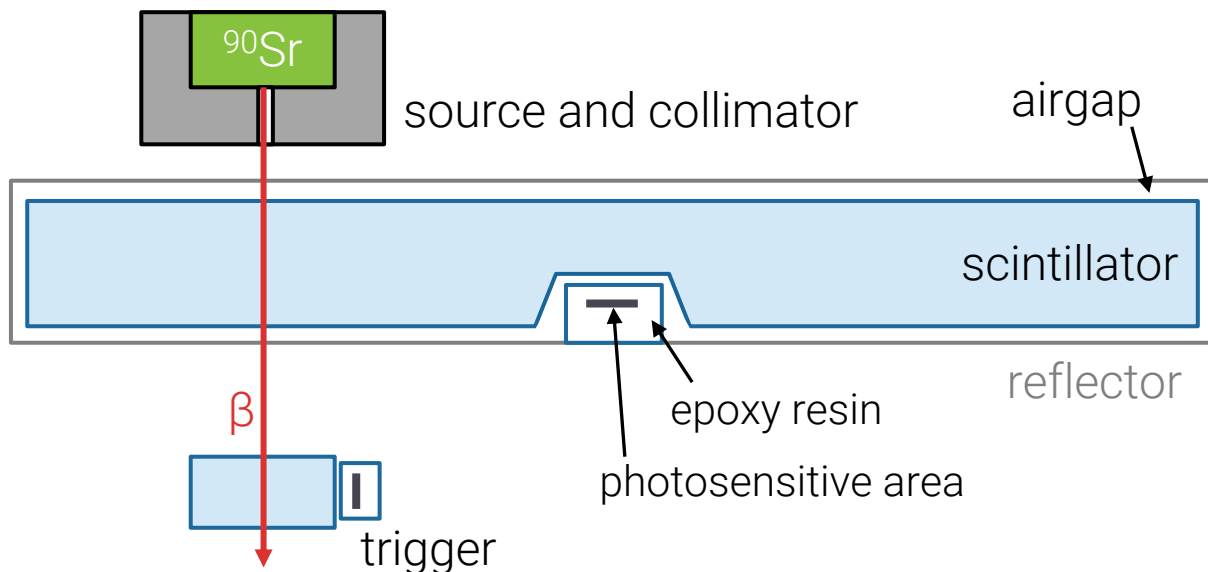 ⁹⁰Sr
source and collimator
airgap
scintillator
reflector
β
epoxy resin
photosensitive area
trigger